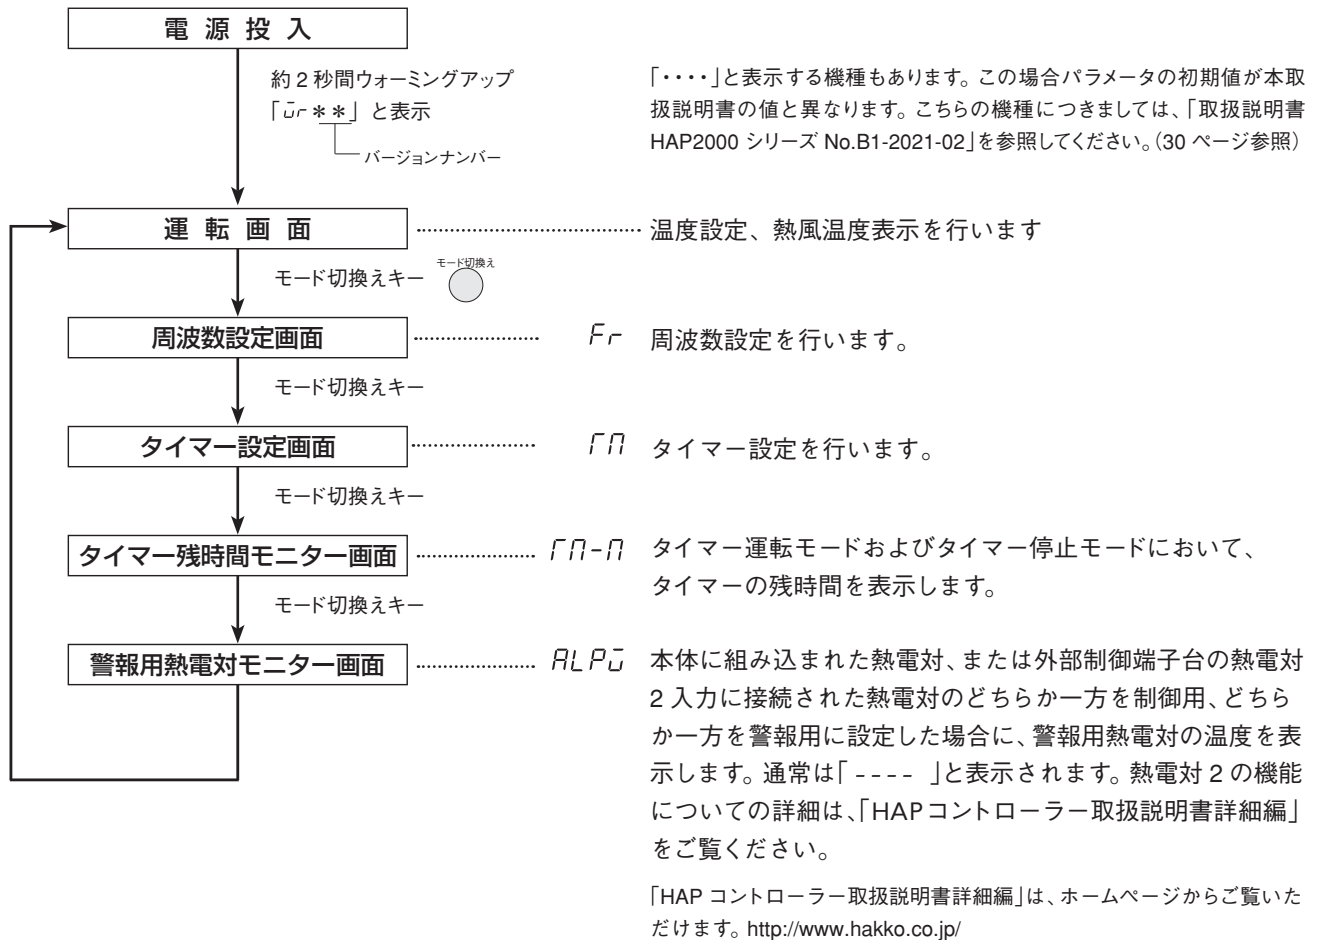 電 源 投 入
約 2 秒間ウォーミングアップ
「ūr＊＊」と表示
バージョンナンバー
「・・・・」と表示する機種もあります。この場合パラメータの初期値が本取
扱説明書の値と異なります。こちらの機種につきましては、「取扱説明書
HAP2000 シリーズ No.B1-2021-02」を参照してください。（30 ページ参照）
運 転 画 面
温度設定、熱風温度表示を行います
モード切換えキー
モード切換え
周波数設定画面
Fr
周波数設定を行います。
モード切換えキー
タイマー設定画面
ΓΠ
タイマー設定を行います。
モード切換えキー
タイマー残時間モニター画面
ΓΠ-Π
タイマー運転モードおよびタイマー停止モードにおいて、
タイマーの残時間を表示します。
モード切換えキー
警報用熱電対モニター画面
ALPū
本体に組み込まれた熱電対、または外部制御端子台の熱電対
2 入力に接続された熱電対のどちらか一方を制御用、どちら
か一方を警報用に設定した場合に、警報用熱電対の温度を表
示します。通常は「 ---- 」と表示されます。熱電対 2 の機能
についての詳細は、「HAPコントローラー取扱説明書詳細編」
をご覧ください。
「HAP コントローラー取扱説明書詳細編」は、ホームページからご覧いた
だけます。http://www.hakko.co.jp/